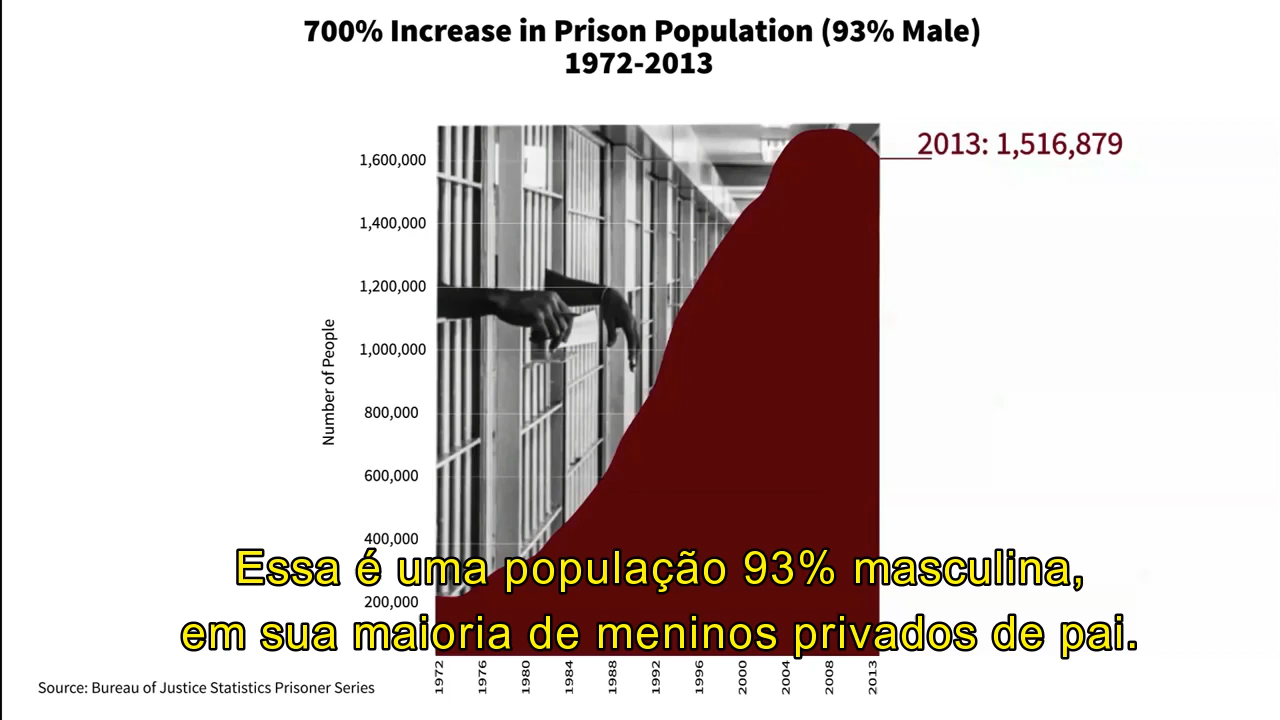 700% Increase in Prison Population (93% Male)
1972-2013
2013: 1,516,879
1,600,000
1,400,000
1,200,000
1,000,000
800,000
600,000
400,000
200,000
Number of People
Essa é uma população 93% masculina,
em sua maioria de meninos privados de pai.
1972 1976 1980 1984 1988 1992 1996 2000 2004 2008 2013
Source: Bureau of Justice Statistics Prisoner Series